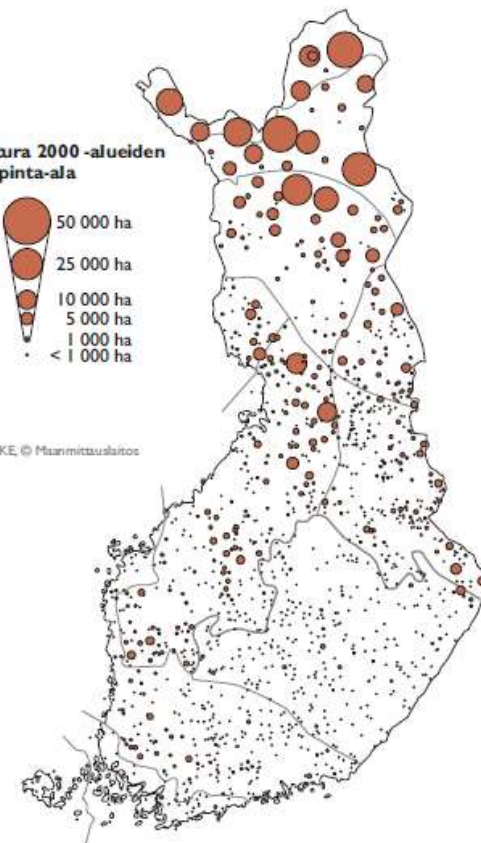 ura 2000 -alueiden
pinta-ala
50 000 ha
25 000 ha
10 000 ha
5 000 ha
1 000 ha
< 1 000 ha
KE, © Maanmittauslaitos